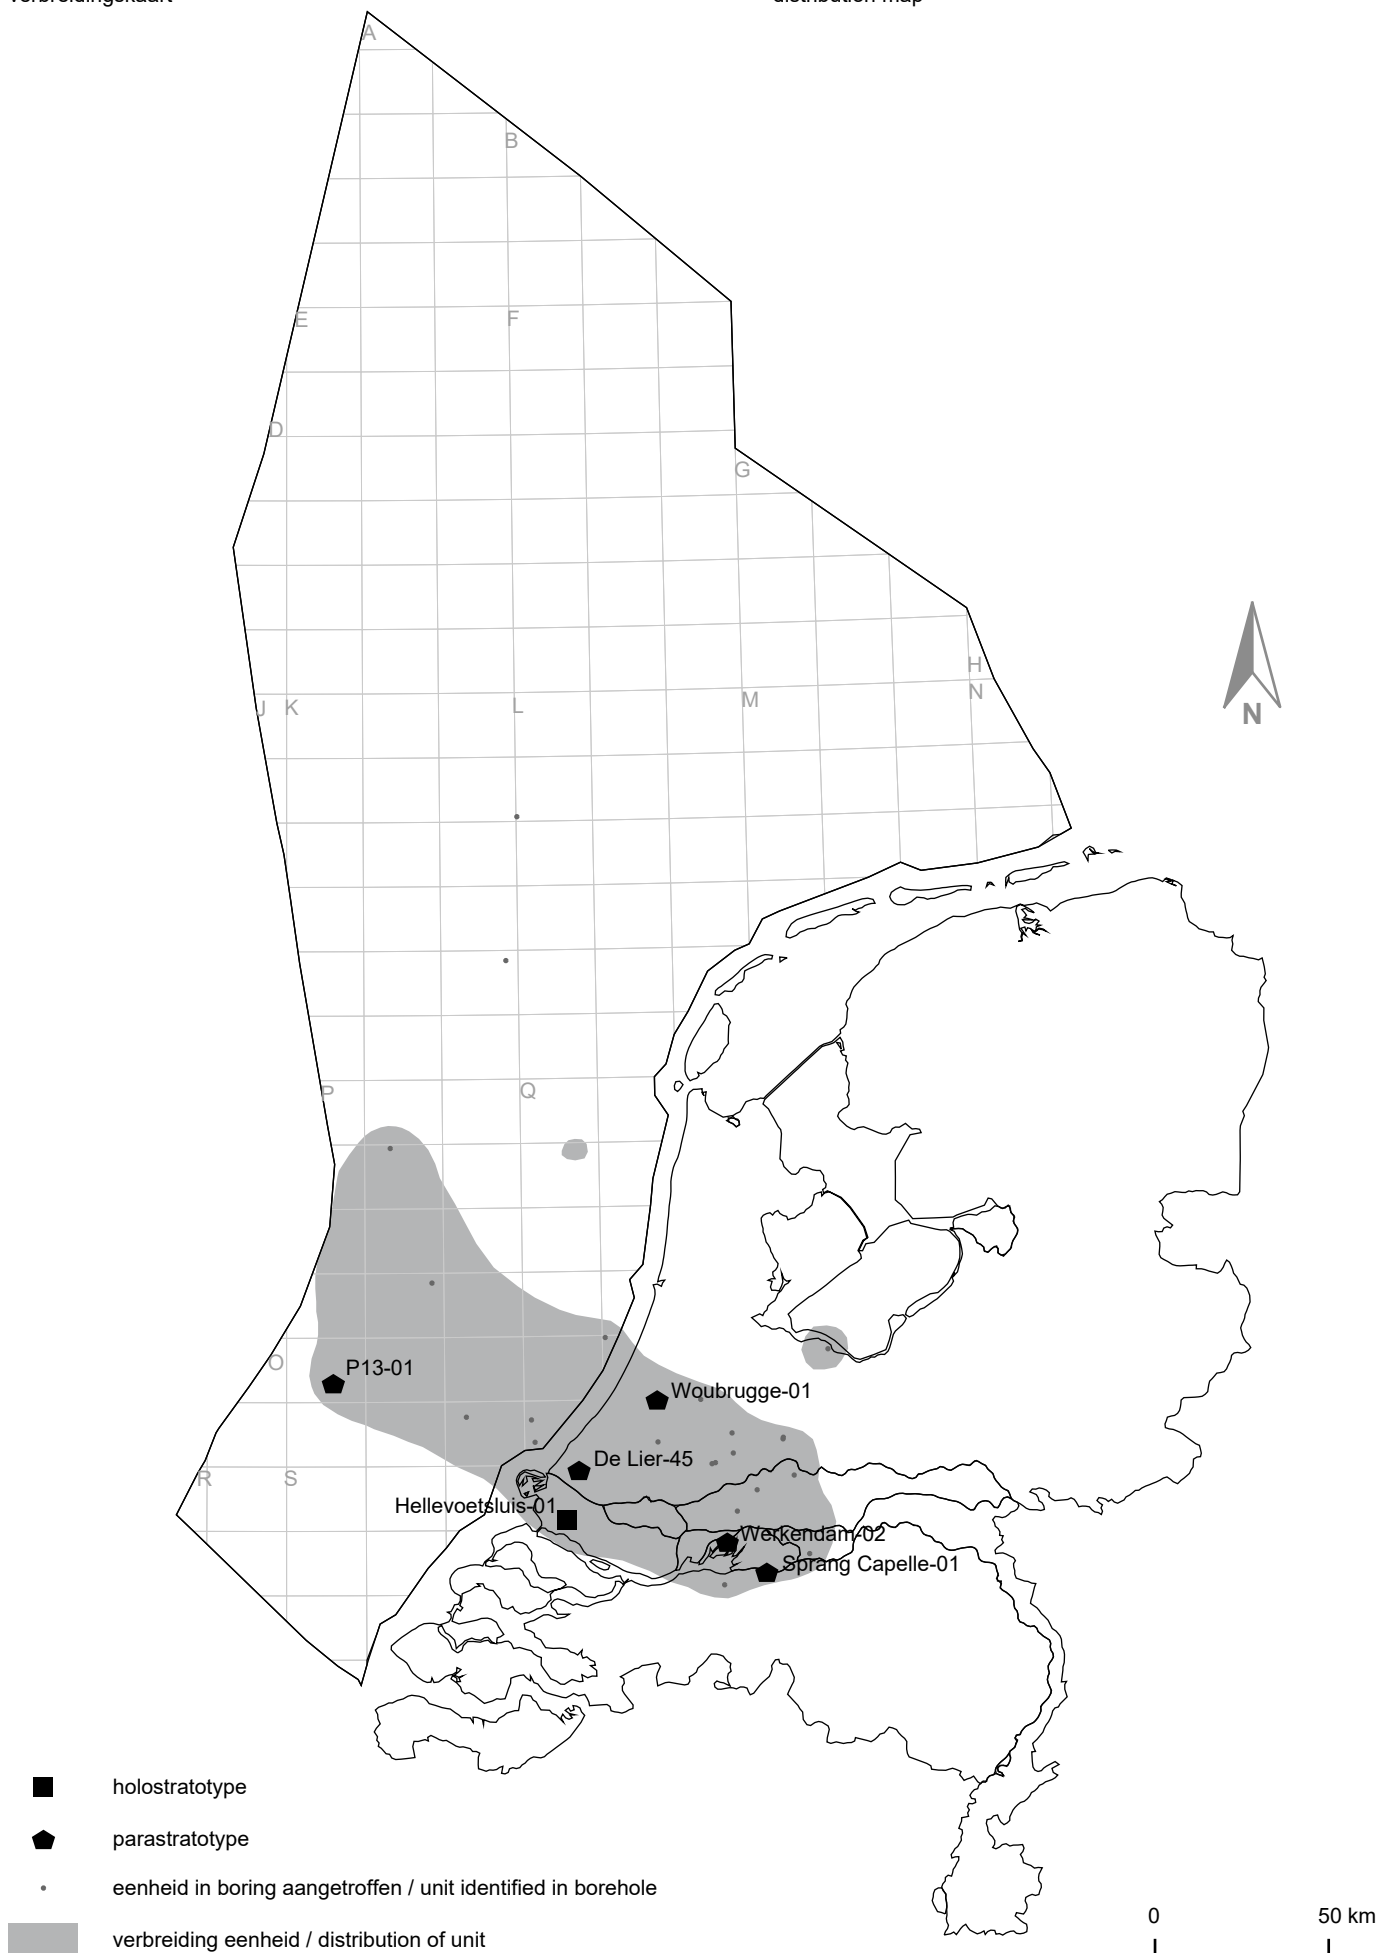 verbreidingskaart
distribution map
A
B
E
F
D
G
H
N
J
K
L
M
P
Q
O
P13-01
Woubrugge-01
De Lier-45
R
S
Hellevoetsluis-01
Werkendam-02
Sprang Capelle-01
N
holostratotype
parastratotype
eenheid in boring aangetroffen / unit identified in borehole
verbreiding eenheid / distribution of unit
0
50 km